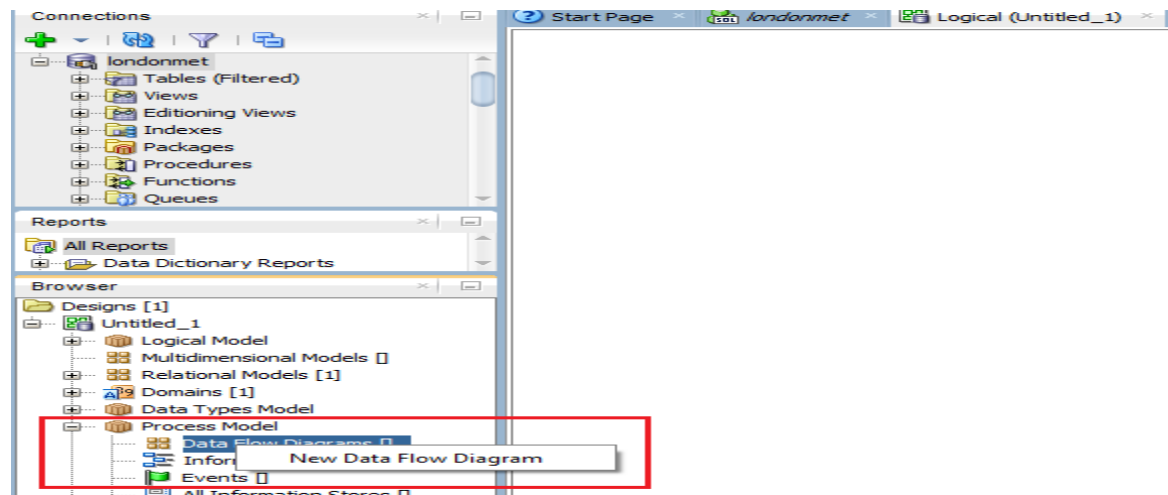 Connections
Start Page
londonmet
Logical (Untitled_1)
londonmet
Tables (Filtered)
Views
Editioning Views
Indexes
Packages
Procedures
Functions
Queues
Reports
All Reports
Data Dictionary Reports
Browser
Designs [1]
Untitled_1
Logical Model
Multidimensional Models []
Relational Models [1]
Domains [1]
Data Types Model
Process Model
Data Flow Diagrams []
New Data Flow Diagram
Infor
Events []
All Information Stores []